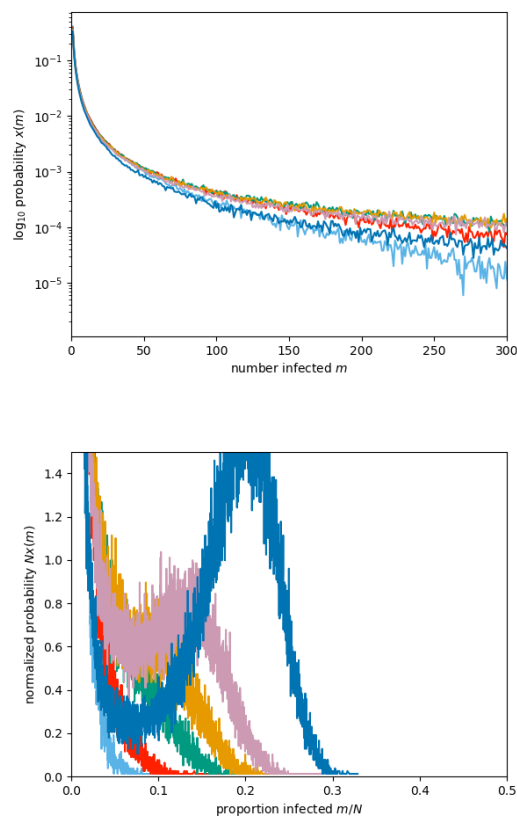 log₁₀ probability x(m)
10⁻¹
10⁻²
10⁻³
10⁻⁴
10⁻⁵
0 50 100 150 200 250 300
number infected m
normalized probability Nx(m)
1.4
1.2
1.0
0.8
0.6
0.4
0.2
0.0
0.0 0.1 0.2 0.3 0.4 0.5
proportion infected m/N